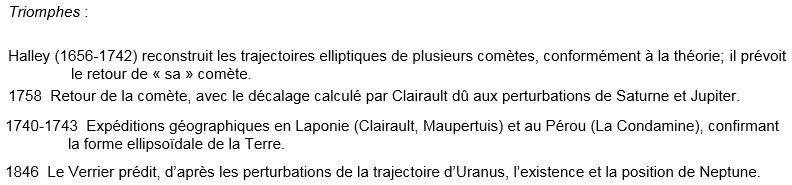 Triomphes :
Halley (1656-1742) reconstruit les trajectoires elliptiques de plusieurs comètes, conformément à la théorie; il prévoit
le retour de « sa » comète.
1758 Retour de la comète, avec le décalage calculé par Clairault dû aux perturbations de Saturne et Jupiter.
1740-1743 Expéditions géographiques en Laponie (Clairault, Maupertuis) et au Pérou (La Condamine), confirmant
la forme ellipsoïdale de la Terre.
1846 Le Verrier prédit, d’après les perturbations de la trajectoire d’Uranus, l’existence et la position de Neptune.